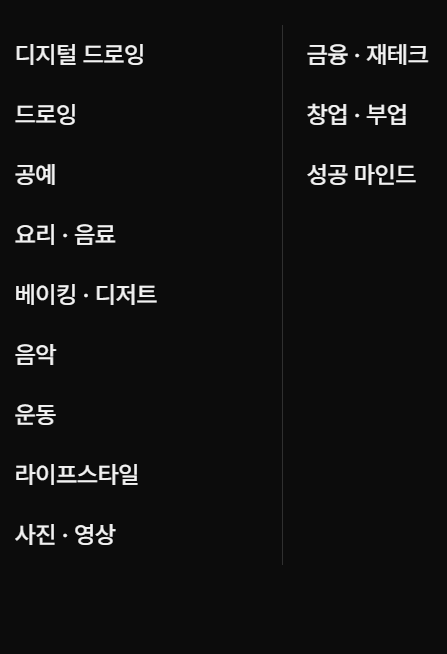 디지털 드로잉
드로잉
공예
요리 · 음료
베이킹 · 디저트
음악
운동
라이프스타일
사진 · 영상
금융 · 재테크
창업 · 부업
성공 마인드